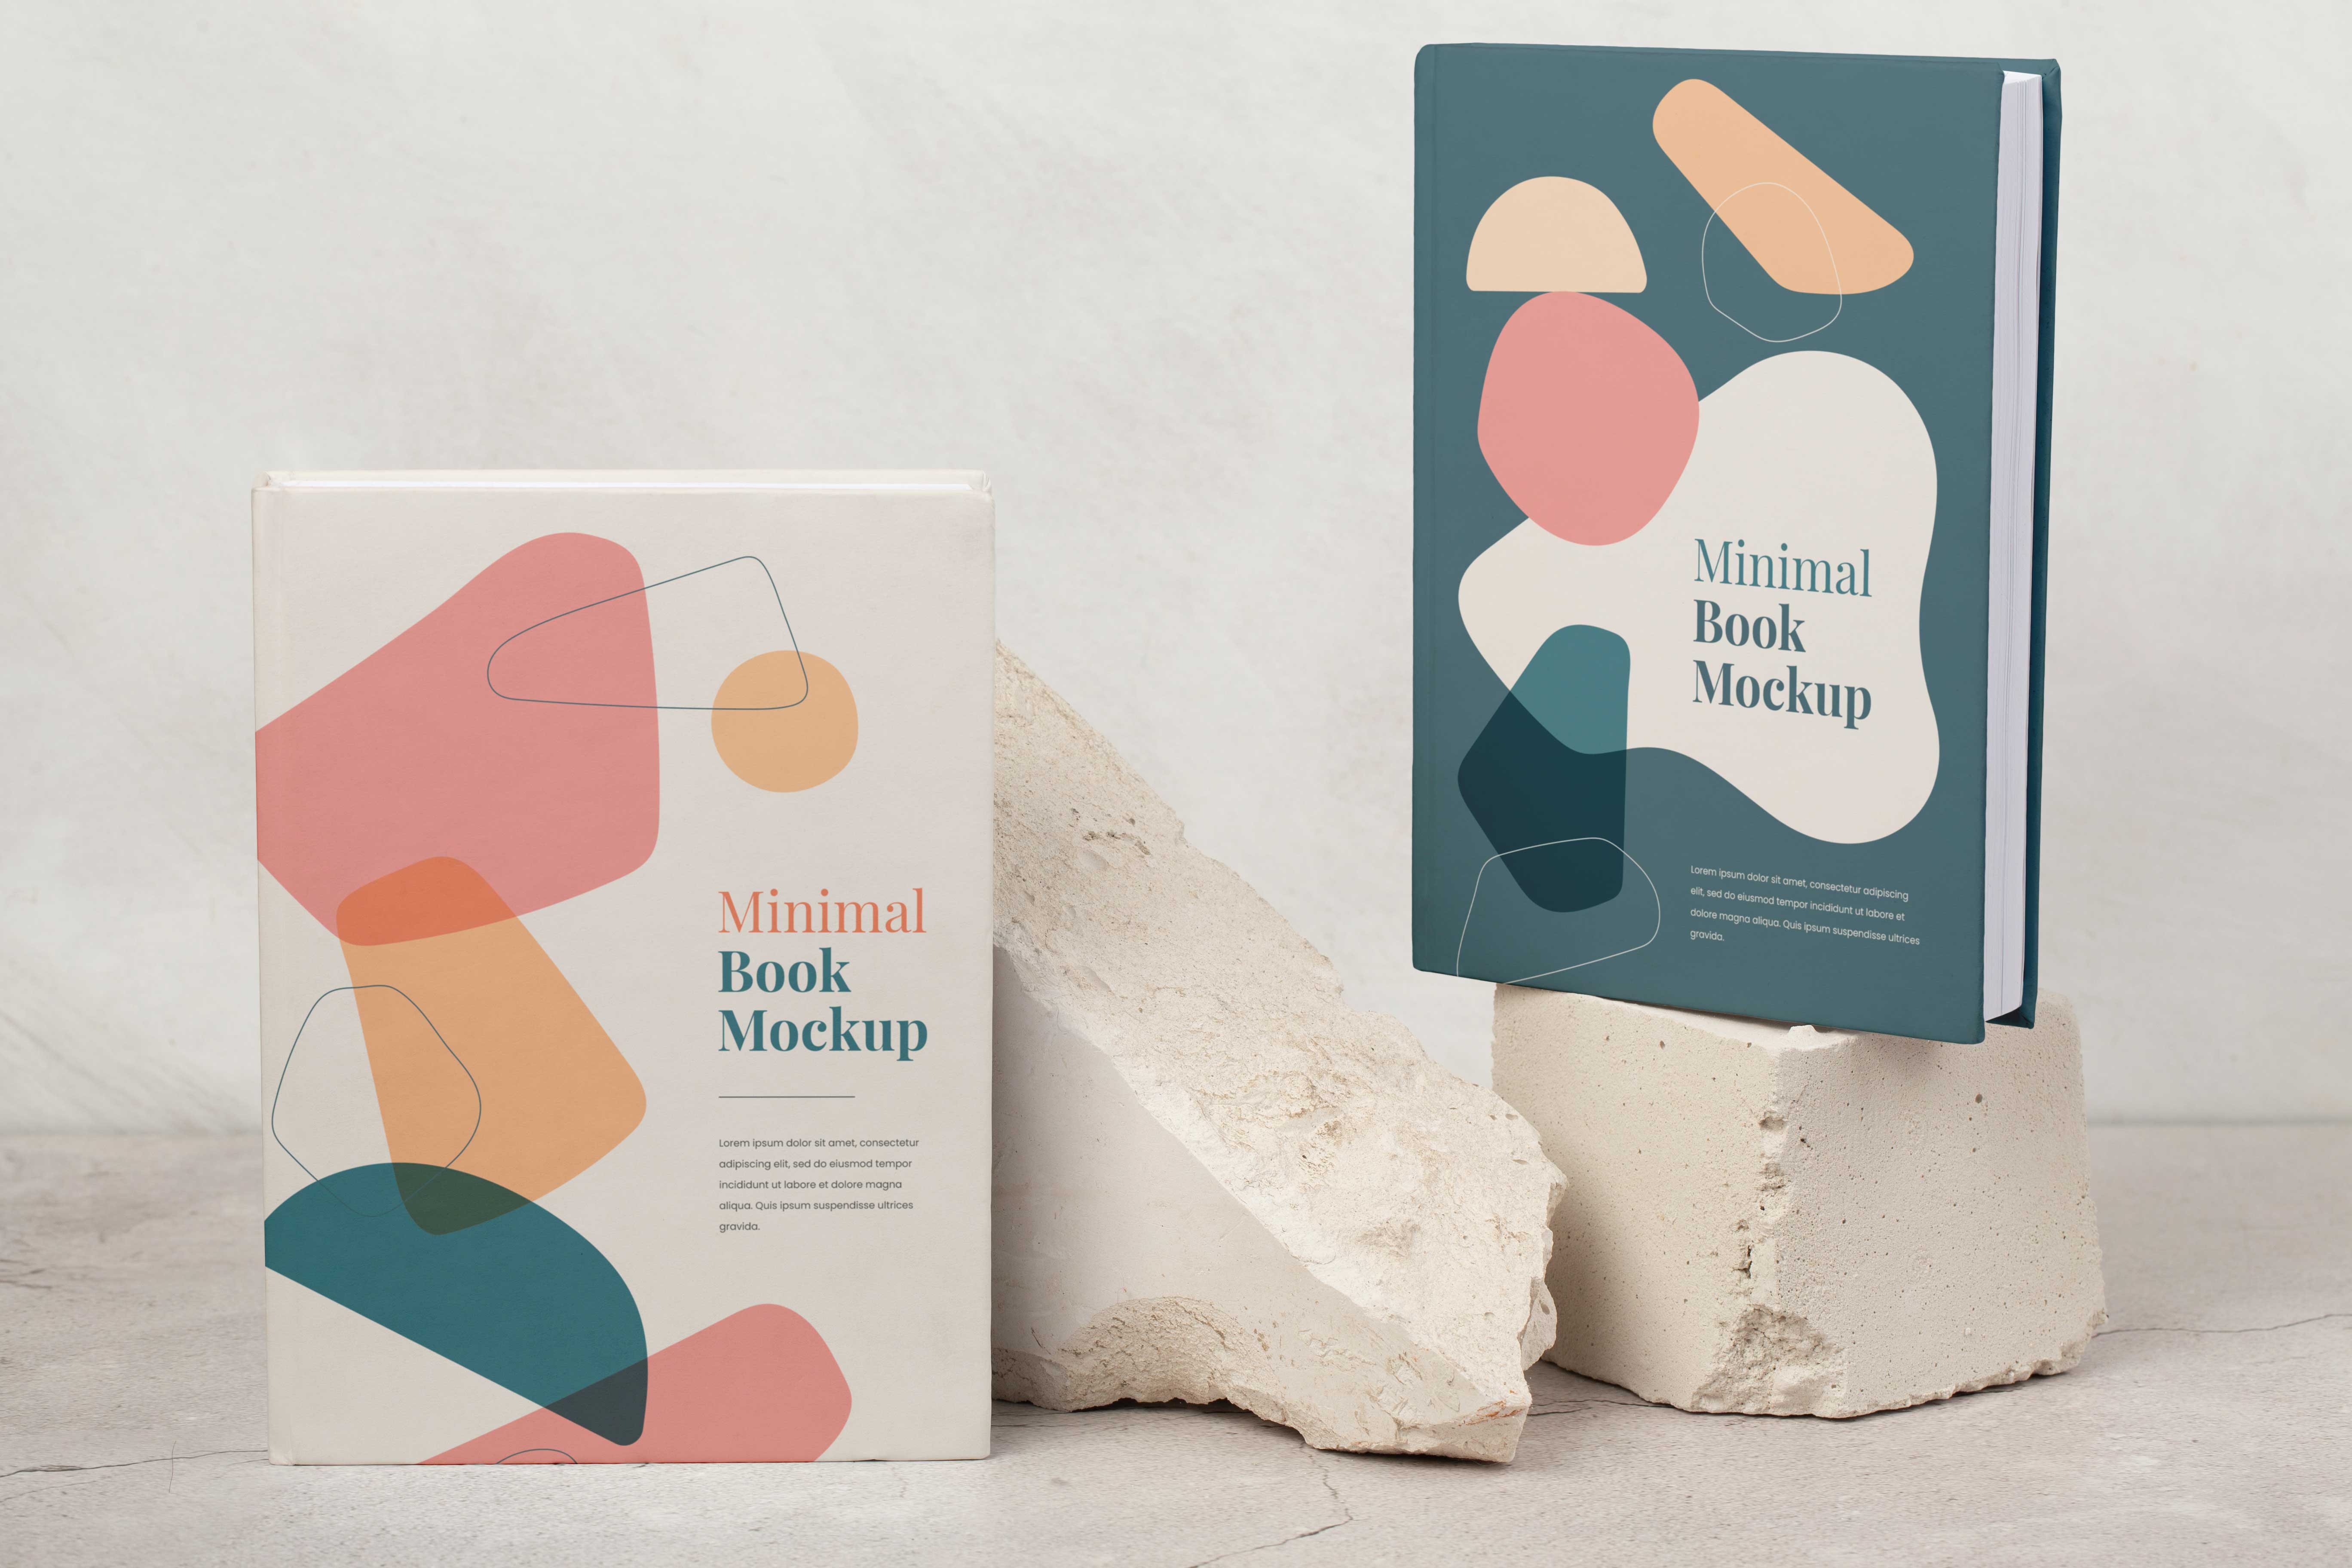 Minimal
Book
Mockup
Lorem ipsum dolor sit amet, consectetur
adipiscing elit, sed do eiusmod tempor
incididunt ut labore et dolore magna
aliqua. Quis ipsum suspendisse ultrices
gravida.
Minimal
Book
Mockup
Lorem ipsum dolor sit amet, consectetur adipiscing
elit, sed do eiusmod tempor incididunt ut labore et
dolore magna aliqua. Quis ipsum suspendisse ultrices
gravida.